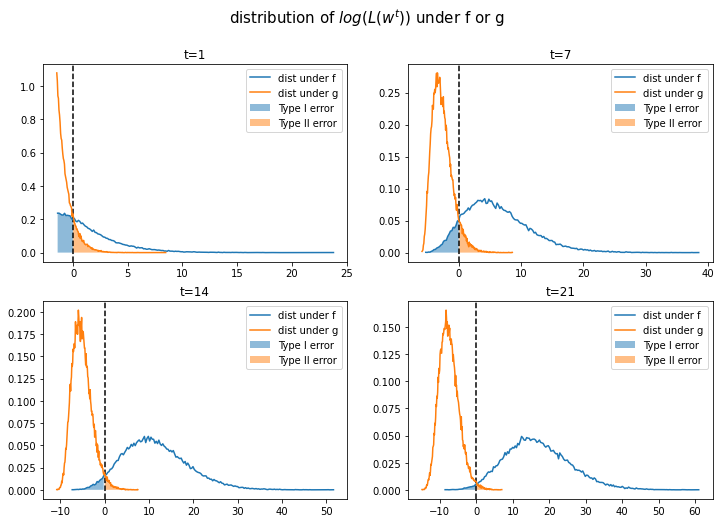 distribution of log(L(w^t)) under f or g
t=1
1.0
0.8
0.6
0.4
0.2
0.0
0
5
10
15
20
25
dist under f
dist under g
Type I error
Type II error
t=7
0.25
0.20
0.15
0.10
0.05
0.00
0
10
20
30
40
dist under f
dist under g
Type I error
Type II error
t=14
0.200
0.175
0.150
0.125
0.100
0.075
0.050
0.025
0.000
−10
0
10
20
30
40
50
dist under f
dist under g
Type I error
Type II error
t=21
0.150
0.125
0.100
0.075
0.050
0.025
0.000
−10
0
10
20
30
40
50
60
dist under f
dist under g
Type I error
Type II error